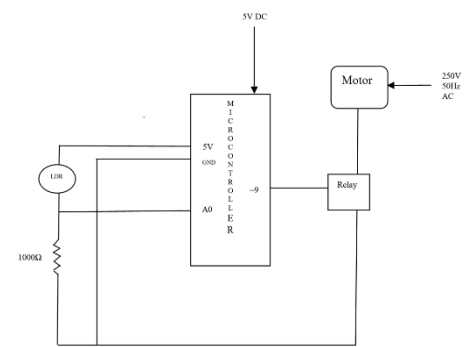 5V DC
Motor
250V
50Hz
AC
MICROCONTROLLER
5V
GND
LDR
Relay
~9
A0
1000Ω